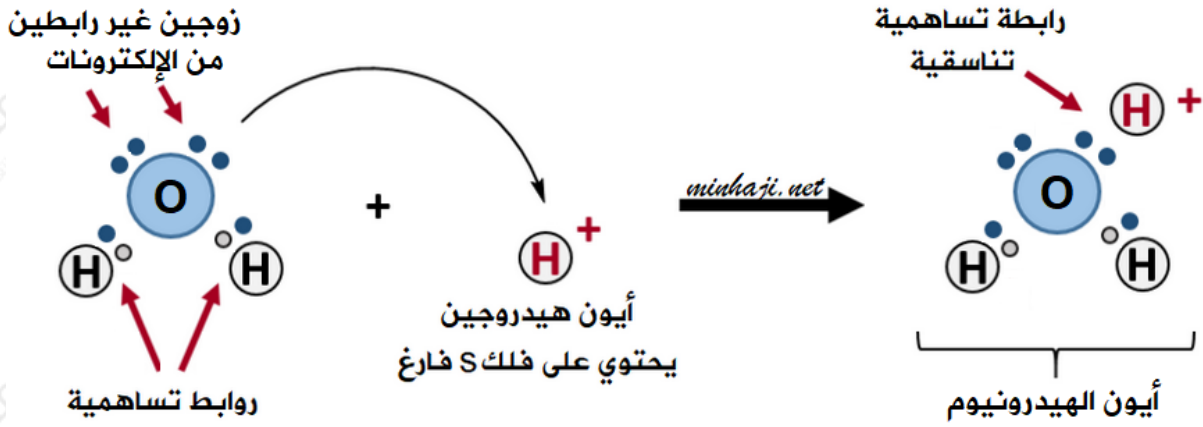 زوجين غير رابطين
من الإلكترونات
O
H
H
روابط تساهمية
+
H+
أيون هيدروجين
يحتوي على فلك S فارغ
minhaji.net
رابطة تساهمية
تناسقية
H+
O
H
H
أيون الهيدرونيوم